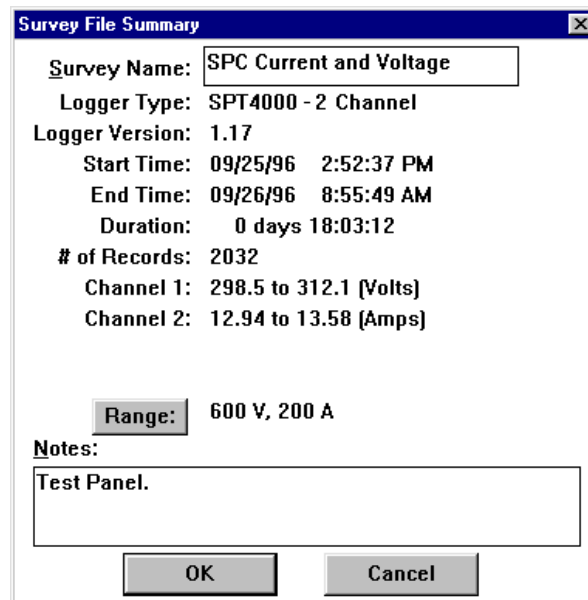 Survey File Summary
Survey Name: SPC Current and Voltage
Logger Type: SPT4000 - 2 Channel
Logger Version: 1.17
Start Time: 09/25/96 2:52:37 PM
End Time: 09/26/96 8:55:49 AM
Duration: 0 days 18:03:12
# of Records: 2032
Channel 1: 298.5 to 312.1 (Volts)
Channel 2: 12.94 to 13.58 (Amps)
Range: 600 V, 200 A
Notes:
Test Panel.
OK Cancel